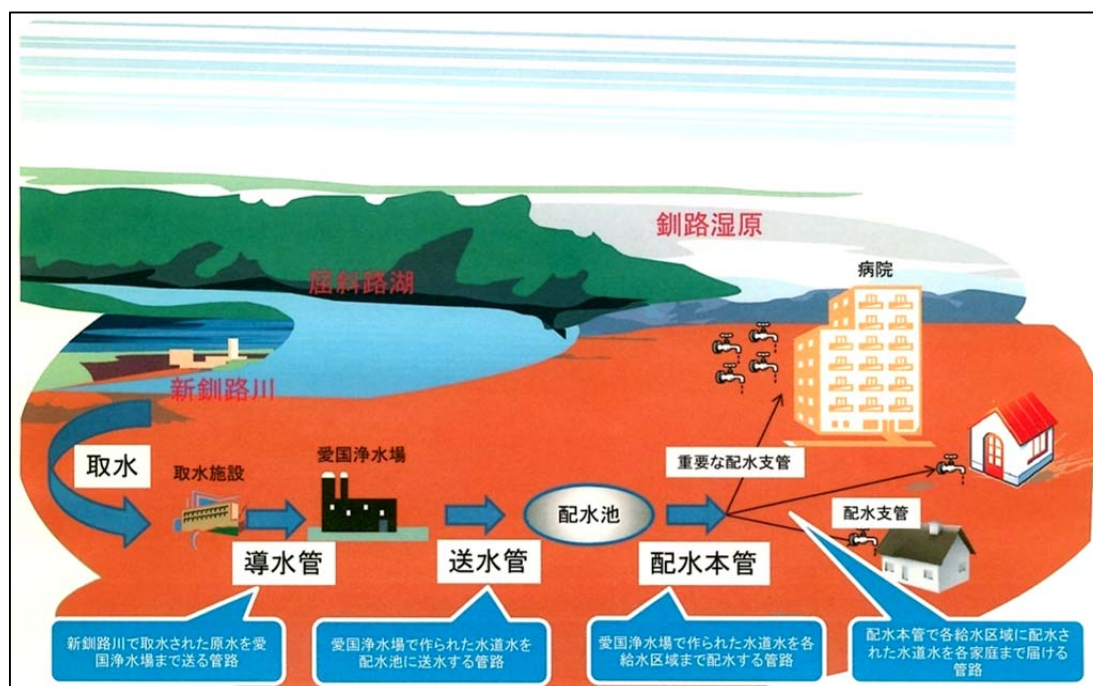 釧路湿原
病院
屈斜路湖
新釧路川
取水
取水施設
愛国浄水場
重要な配水支管
配水池
配水支管
導水管
送水管
配水本管
新釧路川で取水された原水を愛
国浄水場まで送る管路
愛国浄水場で作られた水道水を
配水池に送水する管路
愛国浄水場で作られた水道水を各
給水区域まで配水する管路
配水本管で各給水区域に配水さ
れた水道水を各家庭まで届ける
管路